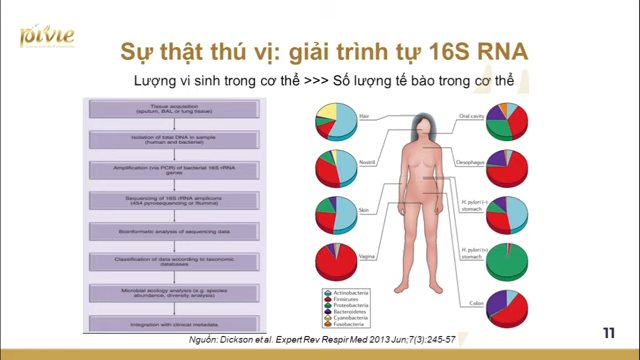 pivie
Sự thật thú vị: giải trình tự 16S RNA
Lượng vi sinh trong cơ thể >>> Số lượng tế bào trong cơ thể
Tissue acquisition
(sputum, BAL or lung tissue)
Isolation of total DNA in sample
(human and bacterial)
Amplification (via PCR) of bacterial 16S rRNA
genes
Sequencing of 16S rRNA amplicons
(454 pyrosequencing or Illumina)
Bioinformatic analysis of sequencing data
Classification of data according to taxonomic
databases
Microbial ecology analysis (e.g. species
abundance, diversity analysis)
Integration with clinical metadata
Hair
Nostril
Skin
Vagina
Oral cavity
Oesophagus
H. pylori (–)
stomach
H. pylori (+)
stomach
Colon
Actinobacteria
Firmicutes
Proteobacteria
Bacteroidetes
Cyanobacteria
Fusobacteria
Nguồn: Dickson et al. Expert Rev Respir Med 2013 Jun;7(3):245-57
11